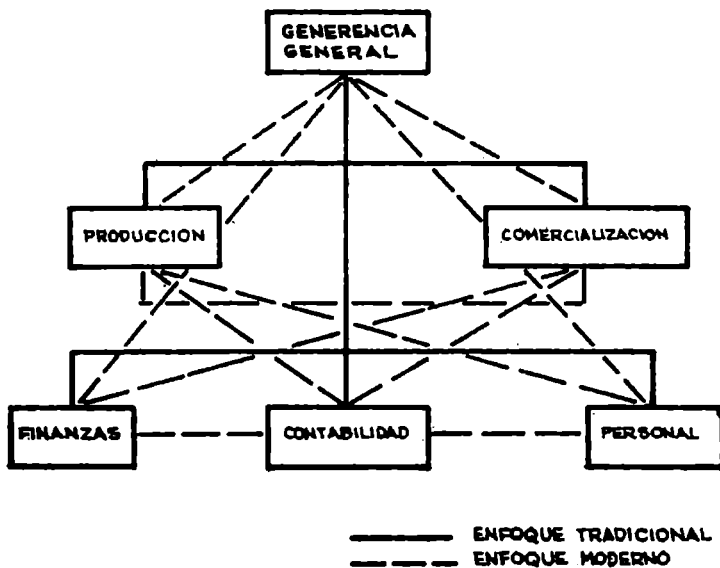 GENERENCIA
GENERAL
PRODUCCION
COMERCIALIZACION
FINANZAS
CONTABILIDAD
PERSONAL
ENFOQUE TRADICIONAL
ENFOQUE MODERNO